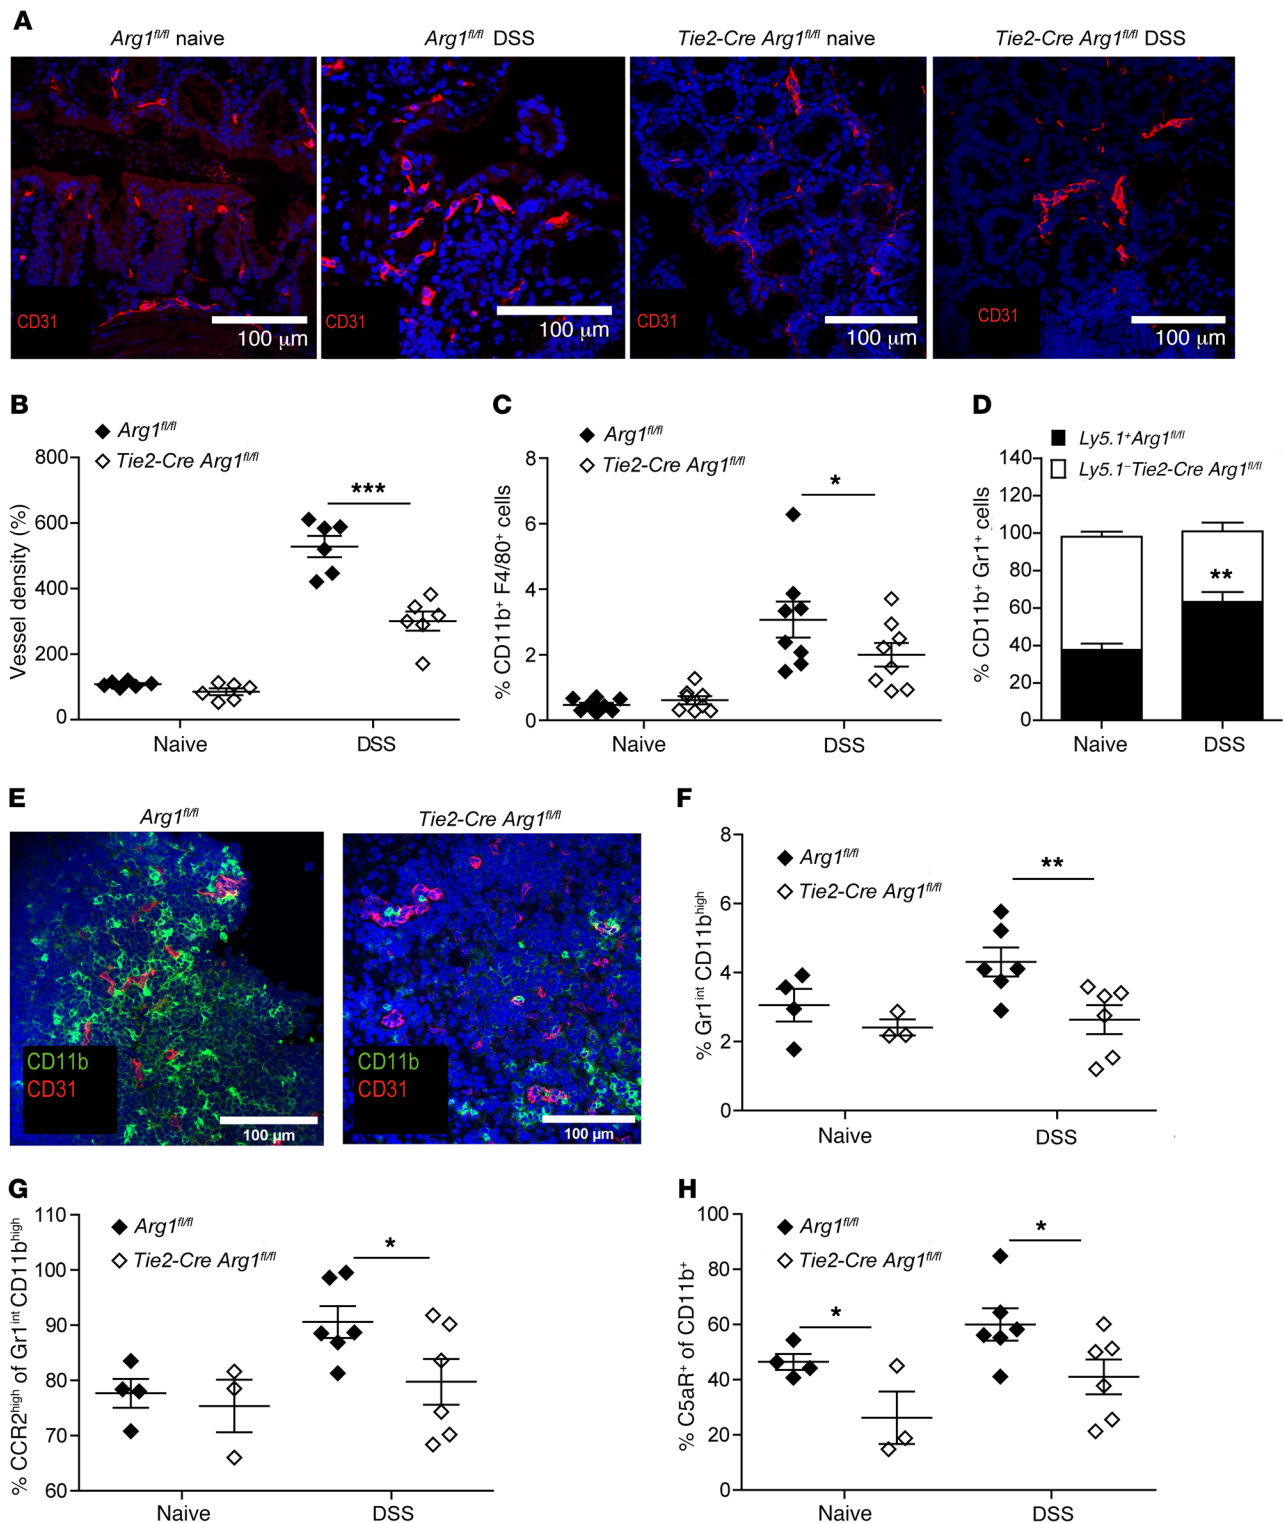 A
Arg1fl/fl naive
Arg1fl/fl DSS
Tie2-Cre Arg1fl/fl naive
Tie2-Cre Arg1fl/fl DSS
CD31
100 μm
CD31
100 μm
CD31
100 μm
CD31
100 μm
B
Arg1fl/fl
Tie2-Cre Arg1fl/fl
Vessel density (%)
800
600
400
200
0
***
Naive
DSS
C
Arg1fl/fl
Tie2-Cre Arg1fl/fl
% CD11b+ F4/80+ cells
8
6
4
2
0
*
Naive
DSS
D
Ly5.1+Arg1fl/fl
Ly5.1–Tie2-Cre Arg1fl/fl
% CD11b+ Gr1+ cells
140
120
100
80
60
40
20
0
**
Naive
DSS
E
Arg1fl/fl
Tie2-Cre Arg1fl/fl
CD11b
CD31
100 μm
CD11b
CD31
100 μm
F
Arg1fl/fl
Tie2-Cre Arg1fl/fl
% Gr1int CD11bhigh
8
6
4
2
0
**
Naive
DSS
G
Arg1fl/fl
Tie2-Cre Arg1fl/fl
% CCR2high of Gr1int CD11bhigh
110
100
90
80
70
60
*
Naive
DSS
H
Arg1fl/fl
Tie2-Cre Arg1fl/fl
% C5aR+ of CD11b+
100
80
60
40
20
0
*
*
Naive
DSS